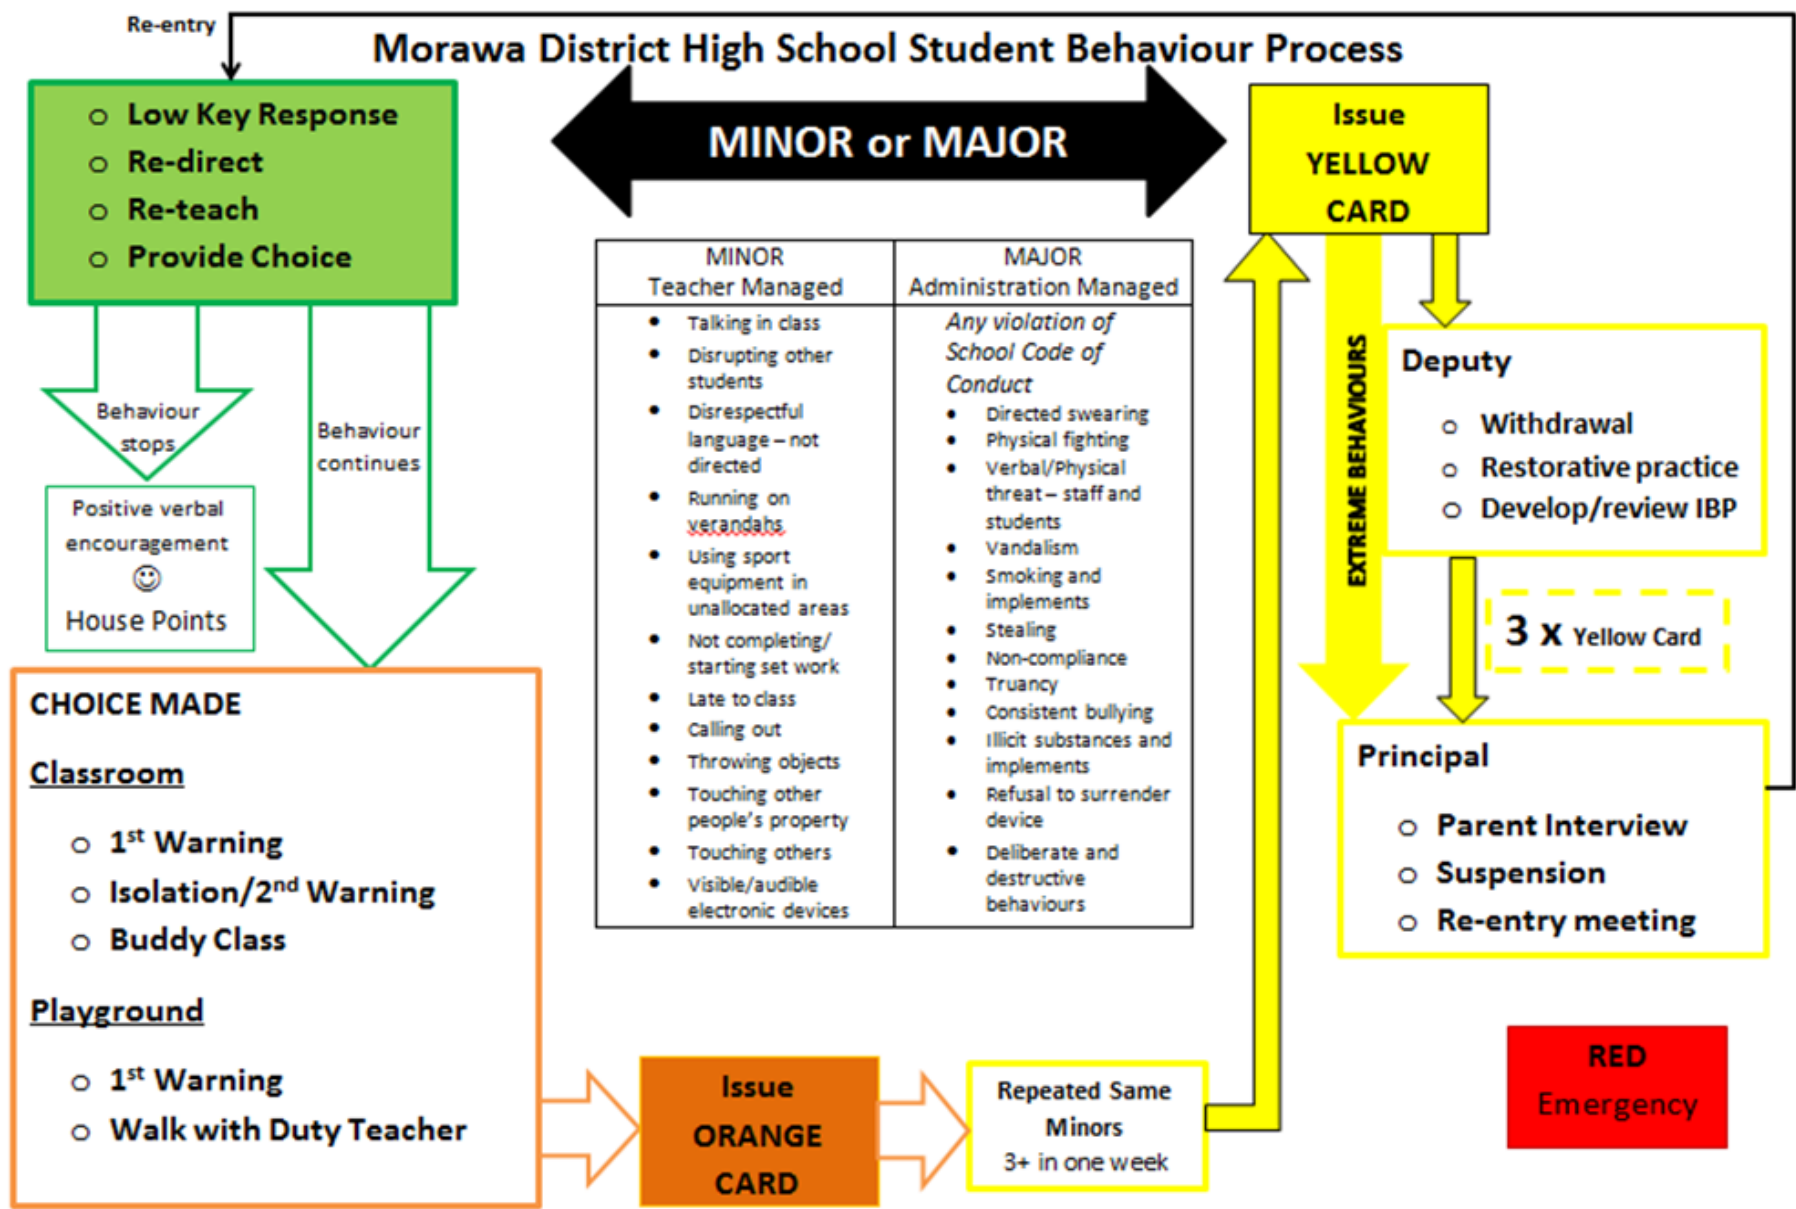 Re-entry
Morawa District High School Student Behaviour Process
o Low Key Response
o Re-direct
o Re-teach
o Provide Choice
MINOR or MAJOR
Issue
YELLOW
CARD
Behaviour
stops
Behaviour
continues
Positive verbal
encouragement
☺
House Points
MINOR
Teacher Managed
• Talking in class
• Disrupting other
students
• Disrespectful
language – not
directed
• Running on
verandahs
• Using sport
equipment in
unallocated areas
• Not completing/
starting set work
• Late to class
• Calling out
• Throwing objects
• Touching other
people's property
• Touching others
• Visible/audible
electronic devices
MAJOR
Administration Managed
Any violation of
School Code of
Conduct
• Directed swearing
• Physical fighting
• Verbal/Physical
threat – staff and
students
• Vandalism
• Smoking and
implements
• Stealing
• Non-compliance
• Truancy
• Consistent bullying
• Illicit substances and
implements
• Refusal to surrender
device
• Deliberate and
destructive
behaviours
EXTREME BEHAVIOURS
Deputy
o Withdrawal
o Restorative practice
o Develop/review IBP
3 x Yellow Card
Principal
o Parent Interview
o Suspension
o Re-entry meeting
CHOICE MADE
Classroom
o 1st Warning
o Isolation/2nd Warning
o Buddy Class
Playground
o 1st Warning
o Walk with Duty Teacher
Issue
ORANGE
CARD
Repeated Same
Minors
3+ in one week
RED
Emergency